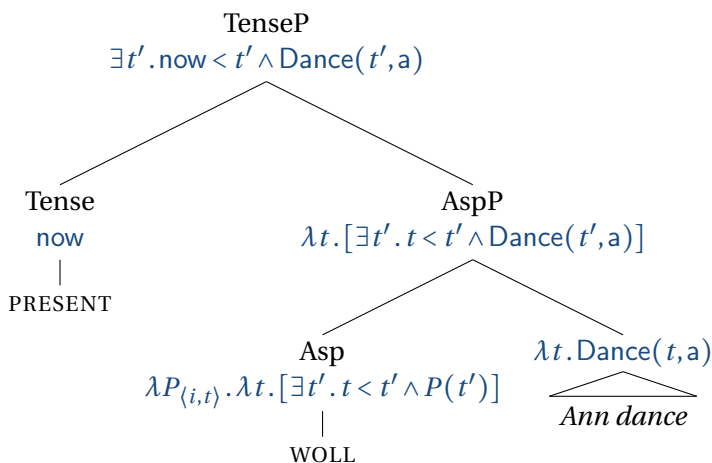 TenseP
∃t′.now < t′ ∧ Dance(t′,a)
Tense
now
PRESENT
AspP
λt.[∃t′.t < t′ ∧ Dance(t′,a)]
Asp
λP⟨i,t⟩.λt.[∃t′.t < t′ ∧ P(t′)]
WOLL
λt.Dance(t,a)
Ann dance